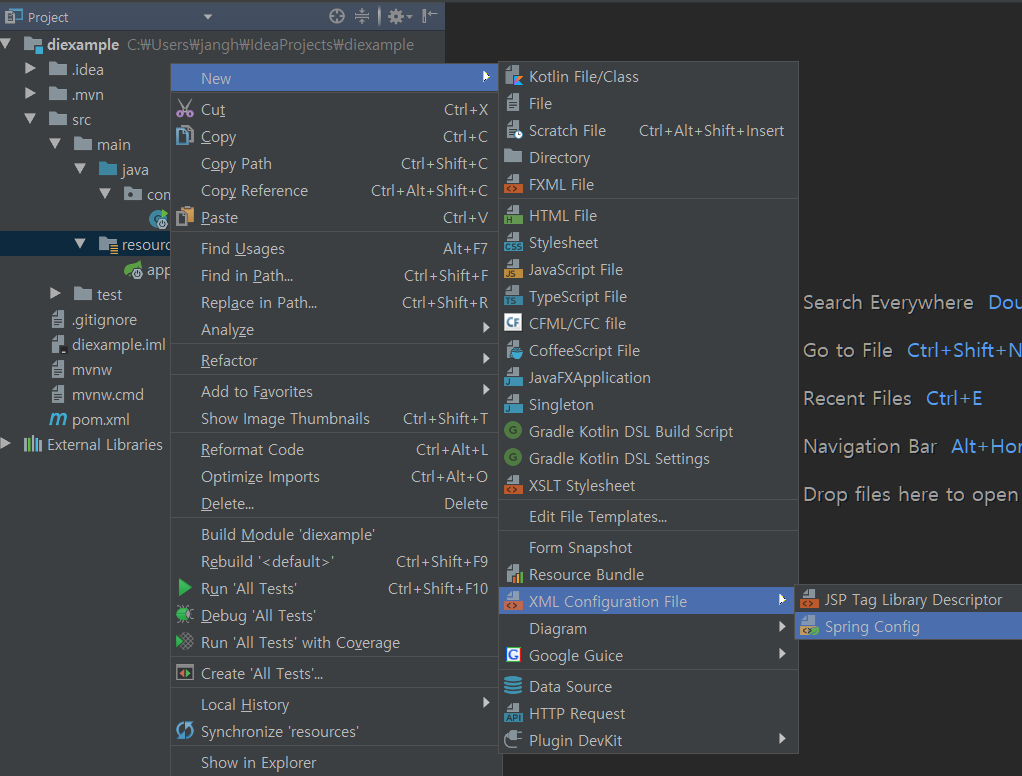 Project
diexample C:₩Users₩jangh₩IdeaProjects₩diexample
.idea
.mvn
src
main
java
com
resourc
app
test
.gitignore
diexample.iml
mvnw
mvnw.cmd
pom.xml
External Libraries
New
Cut Ctrl+X
Copy Ctrl+C
Copy Path Ctrl+Shift+C
Copy Reference Ctrl+Alt+Shift+C
Paste Ctrl+V
Find Usages Alt+F7
Find in Path... Ctrl+Shift+F
Replace in Path... Ctrl+Shift+R
Analyze
Refactor
Add to Favorites
Show Image Thumbnails Ctrl+Shift+T
Reformat Code Ctrl+Alt+L
Optimize Imports Ctrl+Alt+O
Delete... Delete
Build Module 'diexample'
Rebuild '<default>' Ctrl+Shift+F9
Run 'All Tests' Ctrl+Shift+F10
Debug 'All Tests'
Run 'All Tests' with Coverage
Create 'All Tests'...
Local History
Synchronize 'resources'
Show in Explorer
Kotlin File/Class
File
Scratch File Ctrl+Alt+Shift+Insert
Directory
FXML File
HTML File
Stylesheet
JavaScript File
TypeScript File
CFML/CFC file
CoffeeScript File
JavaFXApplication
Singleton
Gradle Kotlin DSL Build Script
Gradle Kotlin DSL Settings
XSLT Stylesheet
Edit File Templates...
Form Snapshot
Resource Bundle
XML Configuration File
Diagram
Google Guice
Data Source
HTTP Request
Plugin DevKit
JSP Tag Library Descriptor
Spring Config
Search Everywhere Dou
Go to File Ctrl+Shift+N
Recent Files Ctrl+E
Navigation Bar Alt+Hom
Drop files here to open